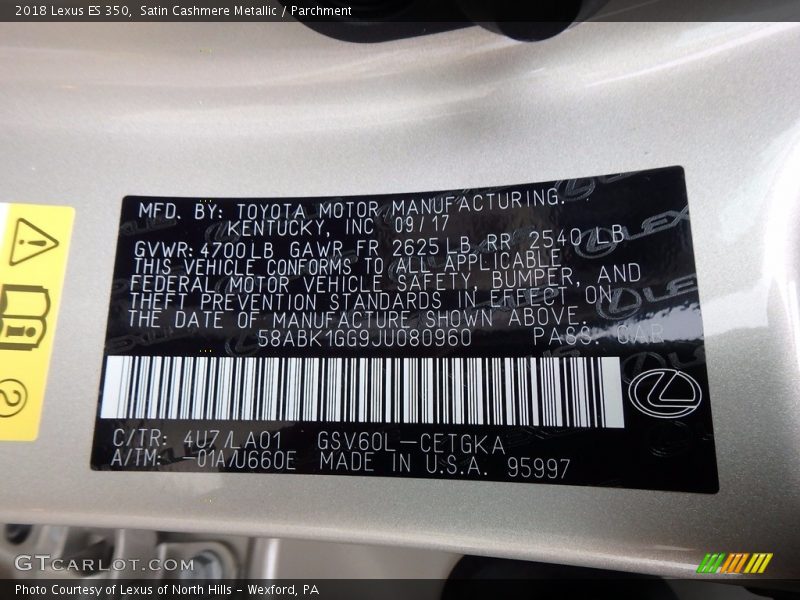 2018 Lexus ES 350, Satin Cashmere Metallic / Parchment
MFD. BY: TOYOTA MOTOR MANUFACTURING.
KENTUCKY, INC 09/17
GVWR: 4700LB GAWR FR 2625LB RR 2540 LB
THIS VEHICLE CONFORMS TO ALL APPLICABLE
FEDERAL MOTOR VEHICLE SAFETY, BUMPER, AND
THEFT PREVENTION STANDARDS IN EFFECT ON
THE DATE OF MANUFACTURE SHOWN ABOVE.
58ABK1GG9JU080960 PASS. CAR
C/TR: 4U7/LA01 GSV60L-CETGKA
A/TM: -01A/U660E MADE IN U.S.A. 95997
GTCARLOT.COM
Photo Courtesy of Lexus of North Hills - Wexford, PA